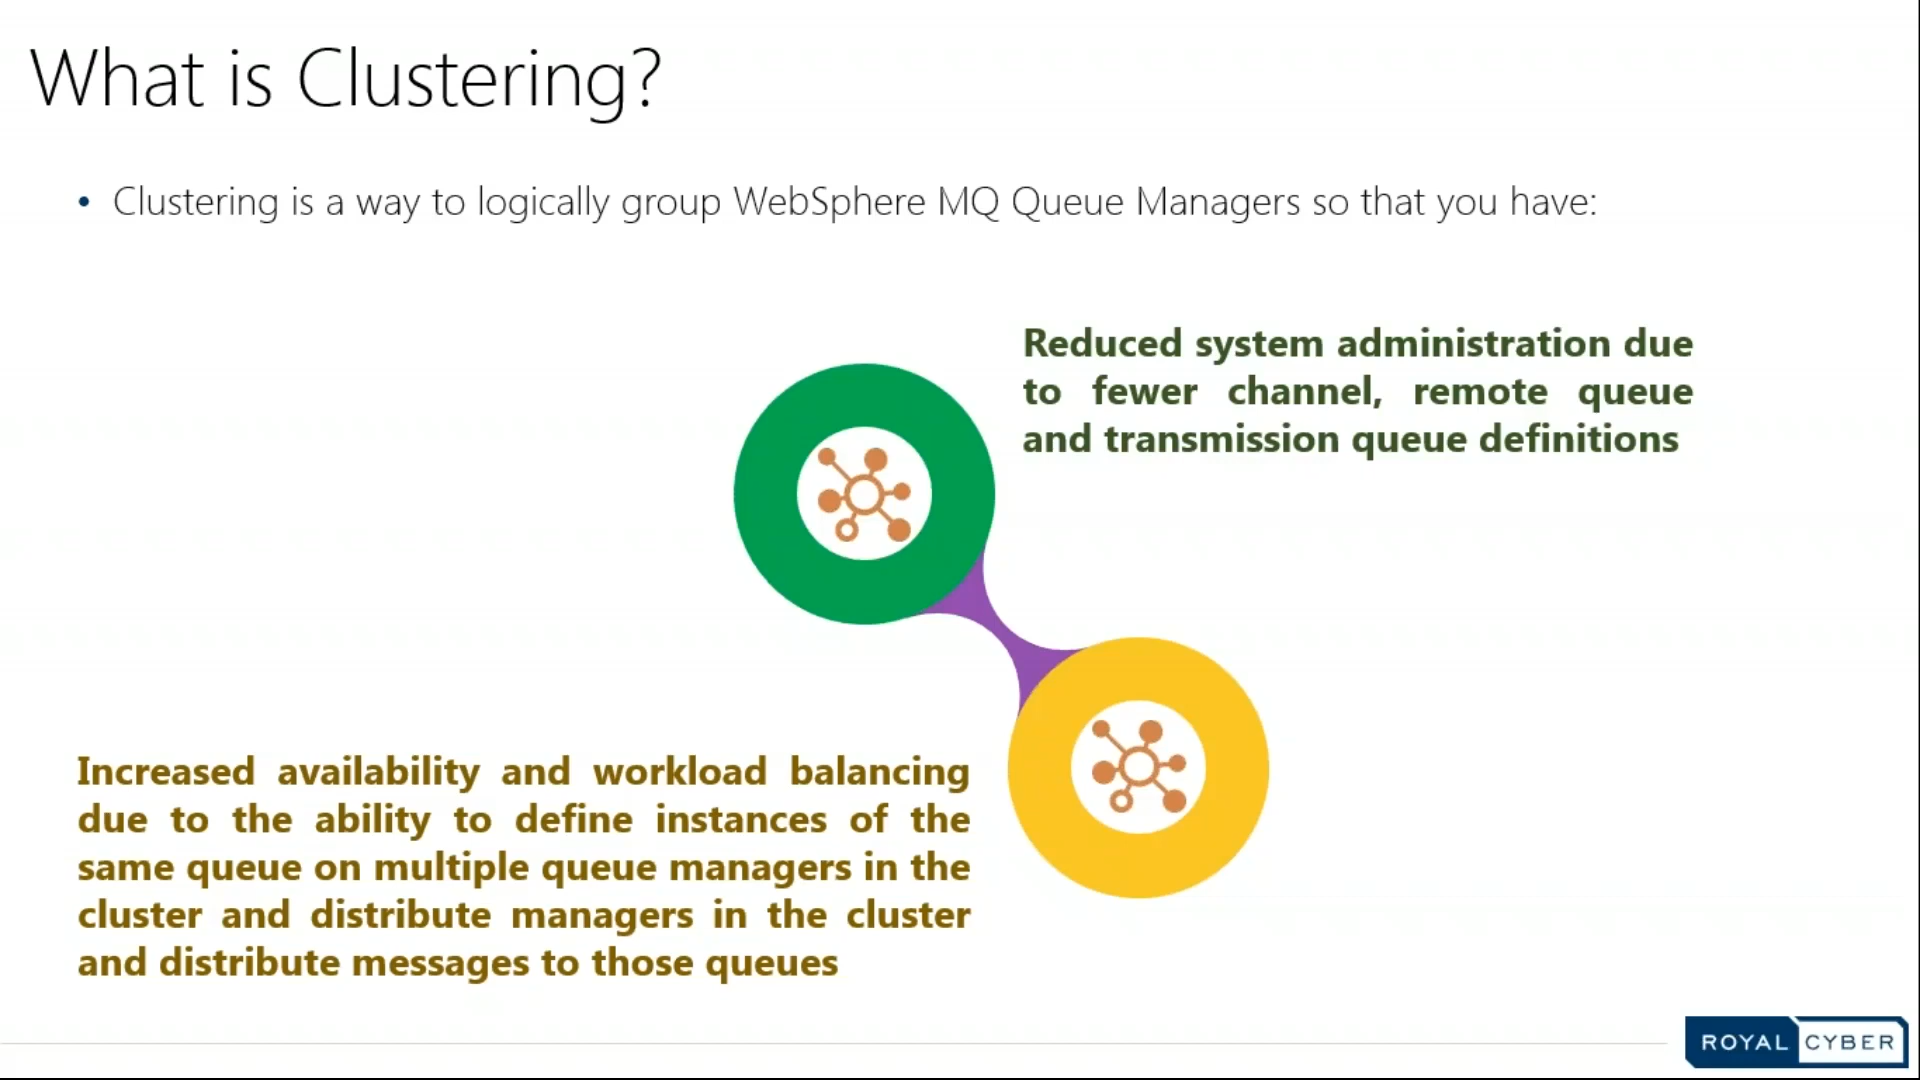 What is Clustering?
• Clustering is a way to logically group WebSphere MQ Queue Managers so that you have:
Reduced system administration due
to fewer channel, remote queue
and transmission queue definitions
Increased availability and workload balancing
due to the ability to define instances of the
same queue on multiple queue managers in the
cluster and distribute managers in the cluster
and distribute messages to those queues
ROYAL CYBER